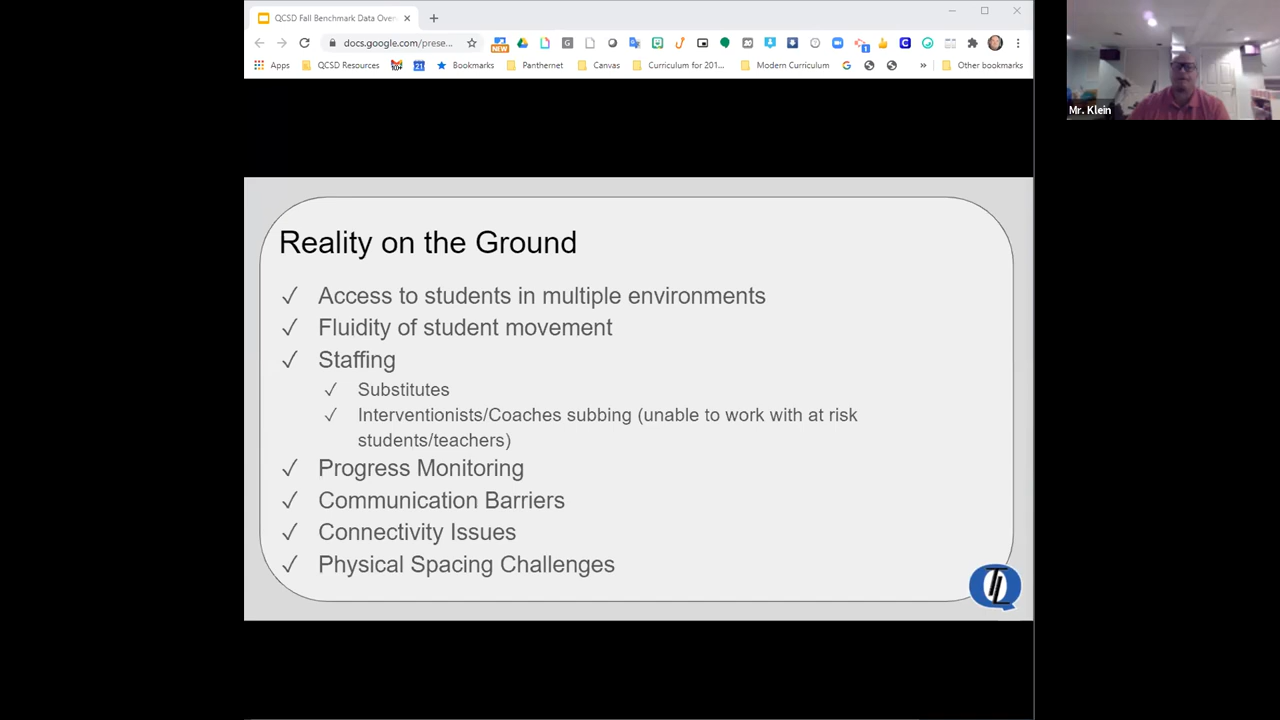 QCSD Fall Benchmark Data Over
docs.google.com/prese...
NEW
1
Apps
QCSD Resources
21
Bookmarks
Panthernet
Canvas
Curriculum for 201...
Modern Curriculum
Other bookmarks
Mr. Klein
Reality on the Ground
✓ Access to students in multiple environments
✓ Fluidity of student movement
✓ Staffing
✓ Substitutes
✓ Interventionists/Coaches subbing (unable to work with at risk
students/teachers)
✓ Progress Monitoring
✓ Communication Barriers
✓ Connectivity Issues
✓ Physical Spacing Challenges